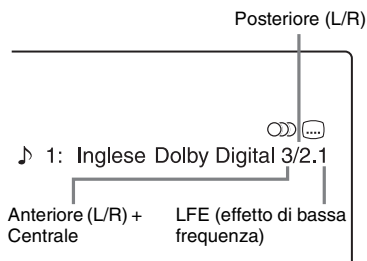 Posteriore (L/R)
♪ 1: Inglese Dolby Digital 3/2.1
Anteriore (L/R) +
Centrale
LFE (effetto di bassa
frequenza)